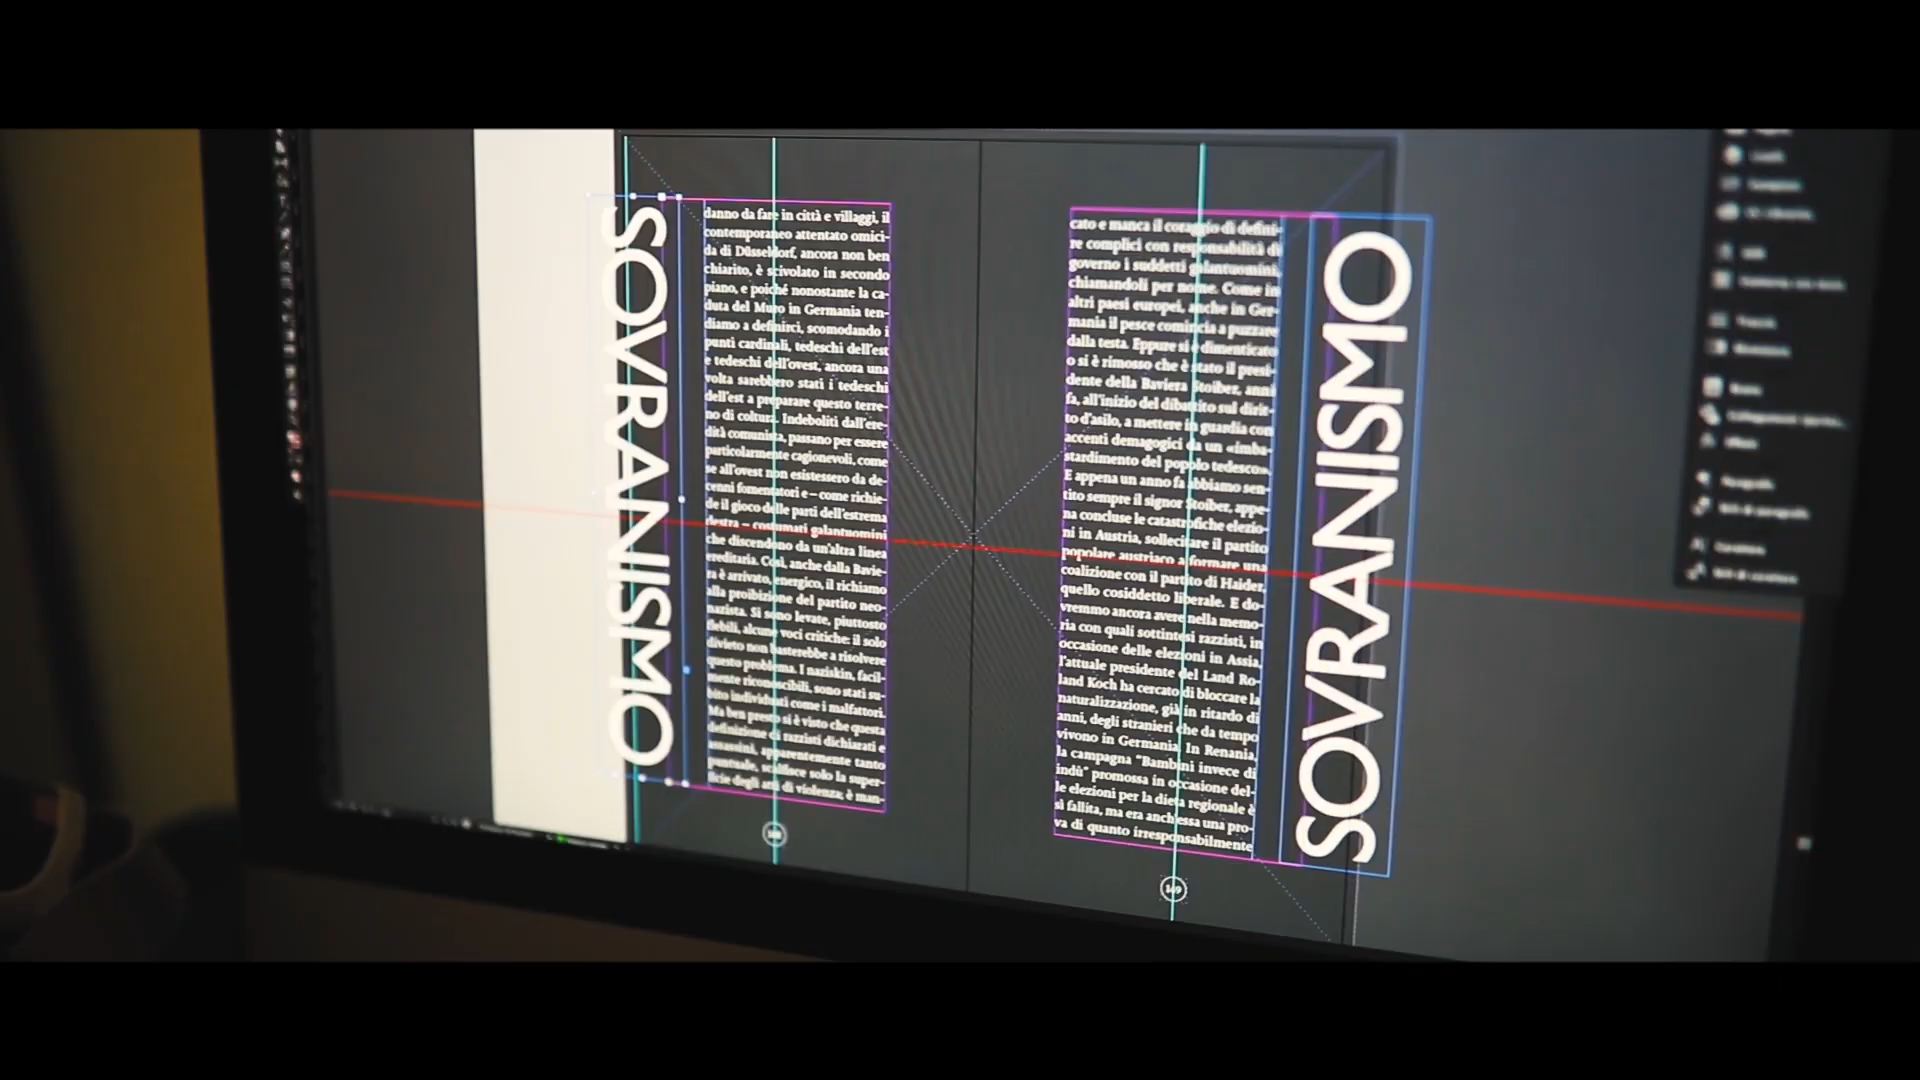 SOVRANISMO
danno da fare in città e villaggi, il
contemporaneo attentato omici-
da di Düsseldorf, ancora non ben
chiarito, è scivolato in secondo
piano, e poiché nonostante la ca-
duta del Muro in Germania ten-
diamo a definirci, scomodando i
punti cardinali, tedeschi dell'est
e tedeschi dell'ovest, ancora una
volta sarebbero stati i tedeschi
dell'est a preparare questo terre-
no di coltura. Indeboliti dall'ere-
dità comunista, passano per essere
particolarmente cagionevoli, come
se all'ovest non esistessero da de-
cenni fomentatori e – come richie-
de il gioco delle parti dell'estrema
destra – costumati galantuomini
che discendono da un'altra linea
ereditaria. Così, anche dalla Bavie-
ra è arrivato, energico, il richiamo
alla proibizione del partito neo-
nazista. Si sono levate, piuttosto
flebili, alcune voci critiche: il solo
divieto non basterebbe a risolvere
questo problema. I naziskin, facil-
mente riconoscibili, sono stati su-
bito individuati come i malfattori.
Ma ben presto si è visto che questa
definizione di razzisti dichiarati e
assassini, apparentemente tanto
puntuale, scalfisce solo la super-
ficie degli atti di violenza; è man-
168
cato e manca il coraggio di defini-
re complici con responsabilità di
governo i suddetti galantuomini,
chiamandoli per nome. Come in
altri paesi europei, anche in Ger-
mania il pesce comincia a puzzare
dalla testa. Eppure si è dimenticato
o si è rimosso che è stato il presi-
dente della Baviera Stoiber, anni
fa, all'inizio del dibattito sul dirit-
to d'asilo, a mettere in guardia con
accenti demagogici da un «imba-
stardimento del popolo tedesco».
E appena un anno fa abbiamo sen-
tito sempre il signor Stoiber, appe-
na concluse le catastrofiche elezio-
ni in Austria, sollecitare il partito
popolare austriaco a formare una
coalizione con il partito di Haider,
quello cosiddetto liberale. E do-
vremmo ancora avere nella memo-
ria con quali sottintesi razzisti, in
occasione delle elezioni in Assia,
l'attuale presidente del Land Ro-
land Koch ha cercato di bloccare la
naturalizzazione, già in ritardo di
anni, degli stranieri che da tempo
vivono in Germania. In Renania,
la campagna "Bambini invece di
indù" promossa in occasione del-
le elezioni per la dieta regionale è
sì fallita, ma era anch'essa una pro-
va di quanto irresponsabilmente
169
SOVRANISMO